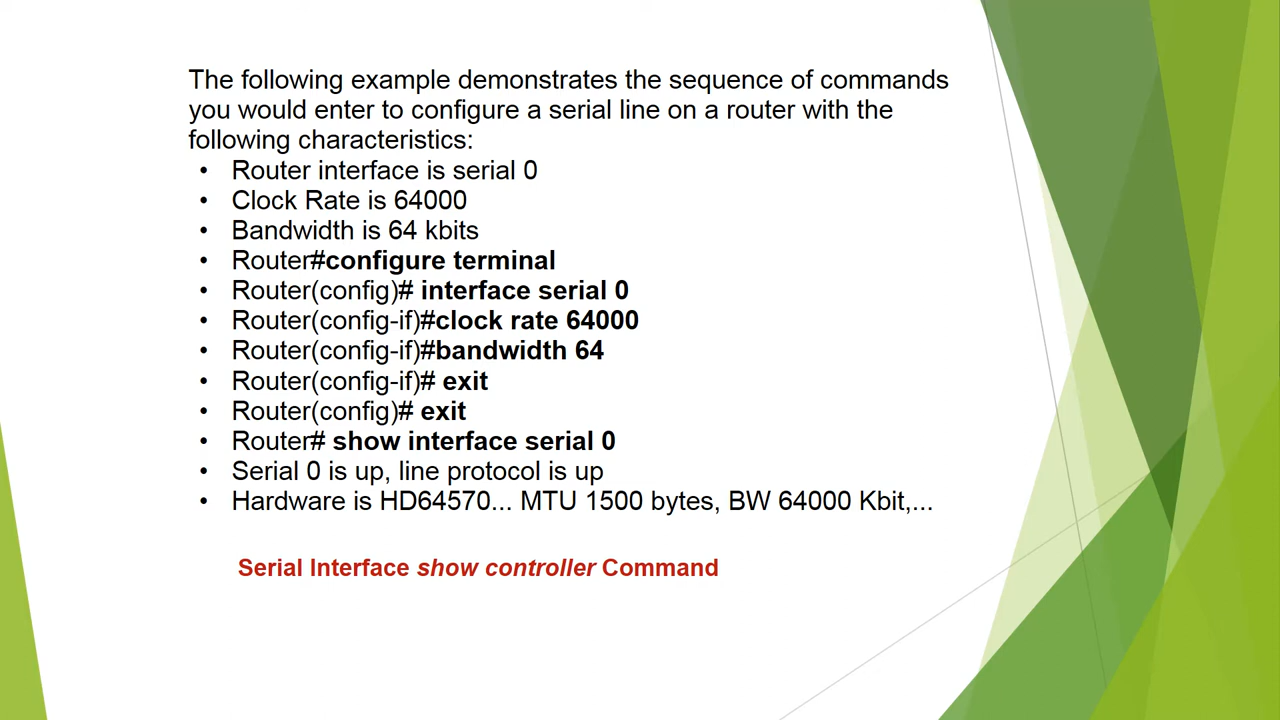 The following example demonstrates the sequence of commands
you would enter to configure a serial line on a router with the
following characteristics:
• Router interface is serial 0
• Clock Rate is 64000
• Bandwidth is 64 kbits
• Router#configure terminal
• Router(config)# interface serial 0
• Router(config-if)#clock rate 64000
• Router(config-if)#bandwidth 64
• Router(config-if)# exit
• Router(config)# exit
• Router# show interface serial 0
• Serial 0 is up, line protocol is up
• Hardware is HD64570... MTU 1500 bytes, BW 64000 Kbit,...
Serial Interface show controller Command